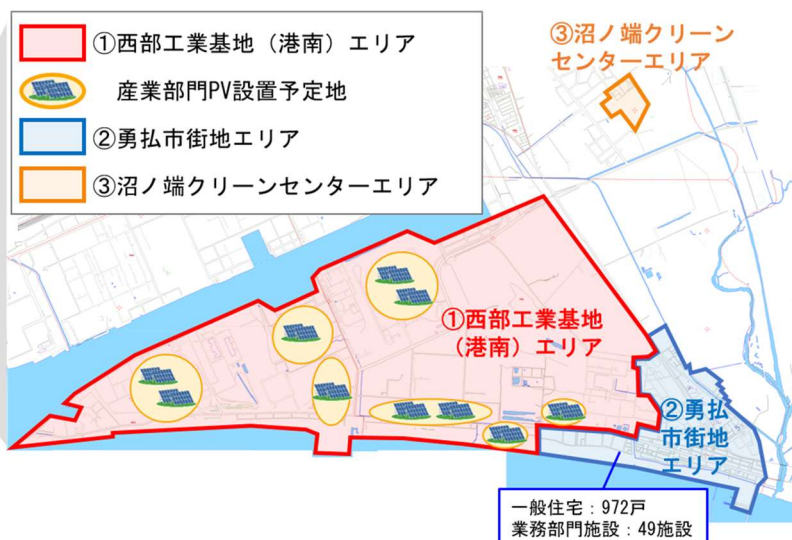 ①西部工業基地（港南）エリア
産業部門PV設置予定地
②勇払市街地エリア
③沼ノ端クリーンセンターエリア
③沼ノ端クリーン
センターエリア
①西部工業基地
（港南）エリア
②勇払
市街地
エリア
一般住宅：972戸
業務部門施設：49施設